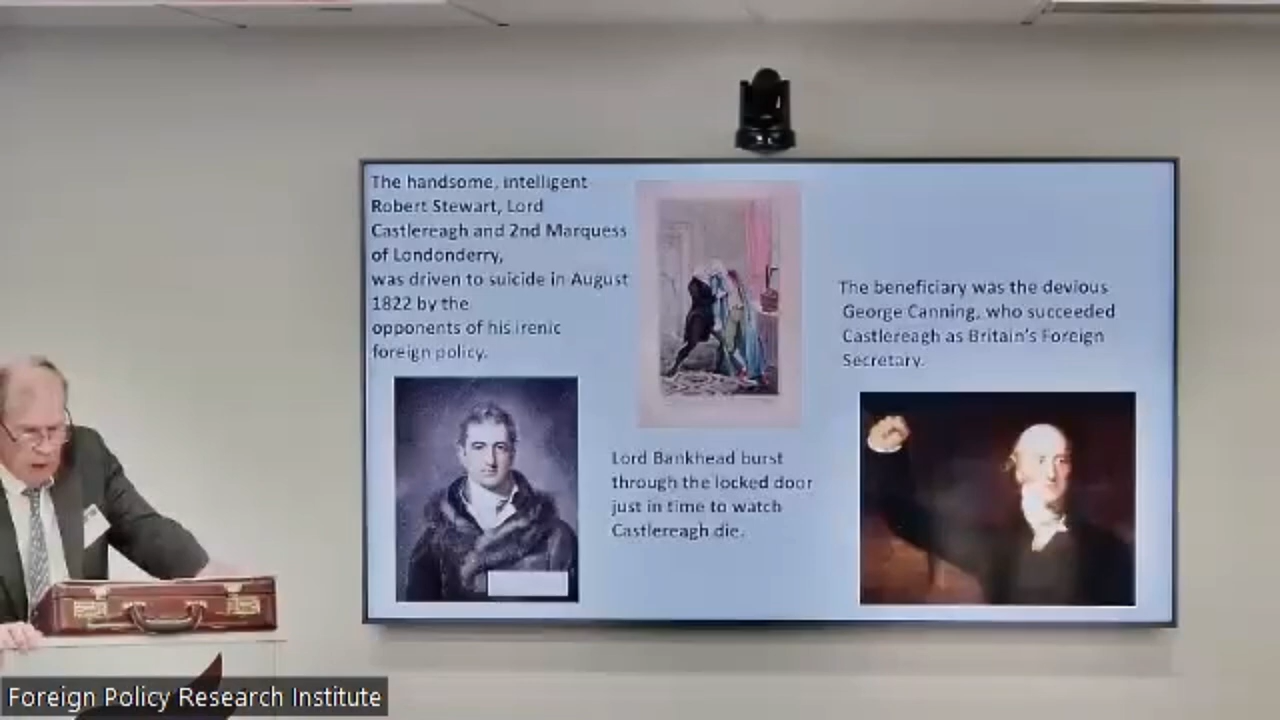 The handsome, intelligent
Robert Stewart, Lord
Castlereagh and 2nd Marquess
of Londonderry,
was driven to suicide in August
1822 by the
opponents of his irenic
foreign policy.
Lord Bankhead burst
through the locked door
just in time to watch
Castlereagh die.
The beneficiary was the devious
George Canning, who succeeded
Castlereagh as Britain's Foreign
Secretary.
Foreign Policy Research Institute